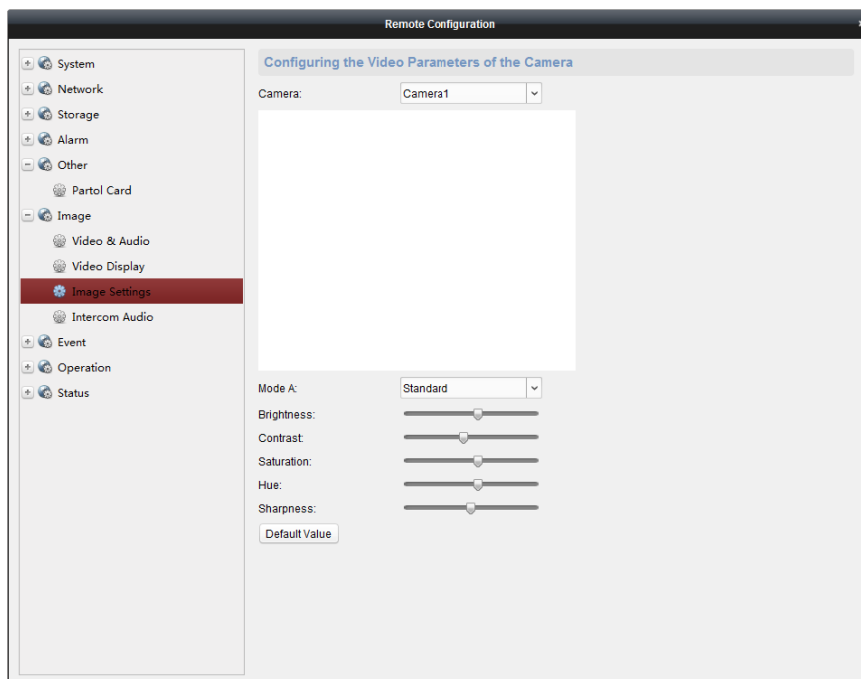 Remote Configuration
System
Network
Storage
Alarm
Other
Partol Card
Image
Video & Audio
Video Display
Image Settings
Intercom Audio
Event
Operation
Status
Configuring the Video Parameters of the Camera
Camera: Camera1
Mode A: Standard
Brightness:
Contrast:
Saturation:
Hue:
Sharpness:
Default Value